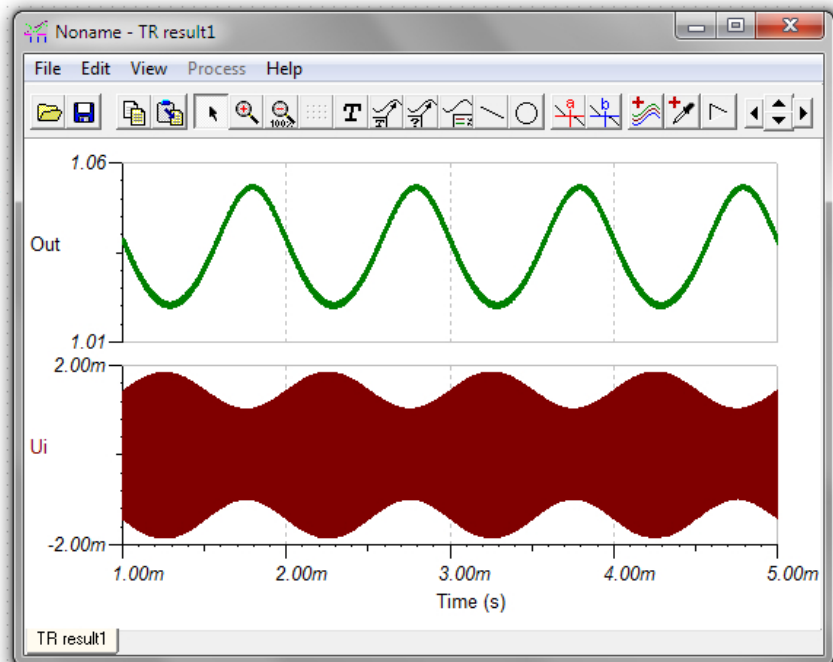 Noname - TR result1
File Edit View Process Help
100%
T
a
b
1.06
Out
1.01
2.00m
Ui
-2.00m
1.00m 2.00m 3.00m 4.00m 5.00m
Time (s)
TR result1